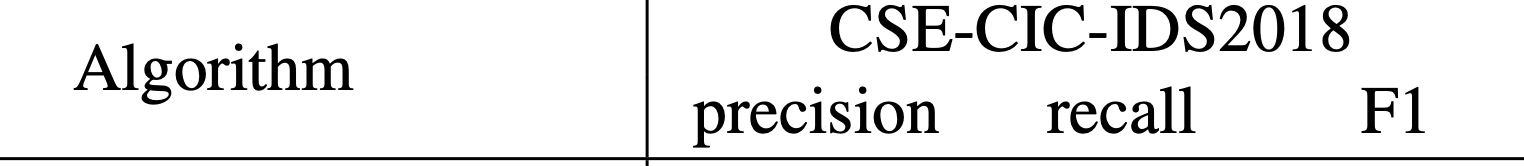 Algorithm
CSE-CIC-IDS2018
precision recall F1